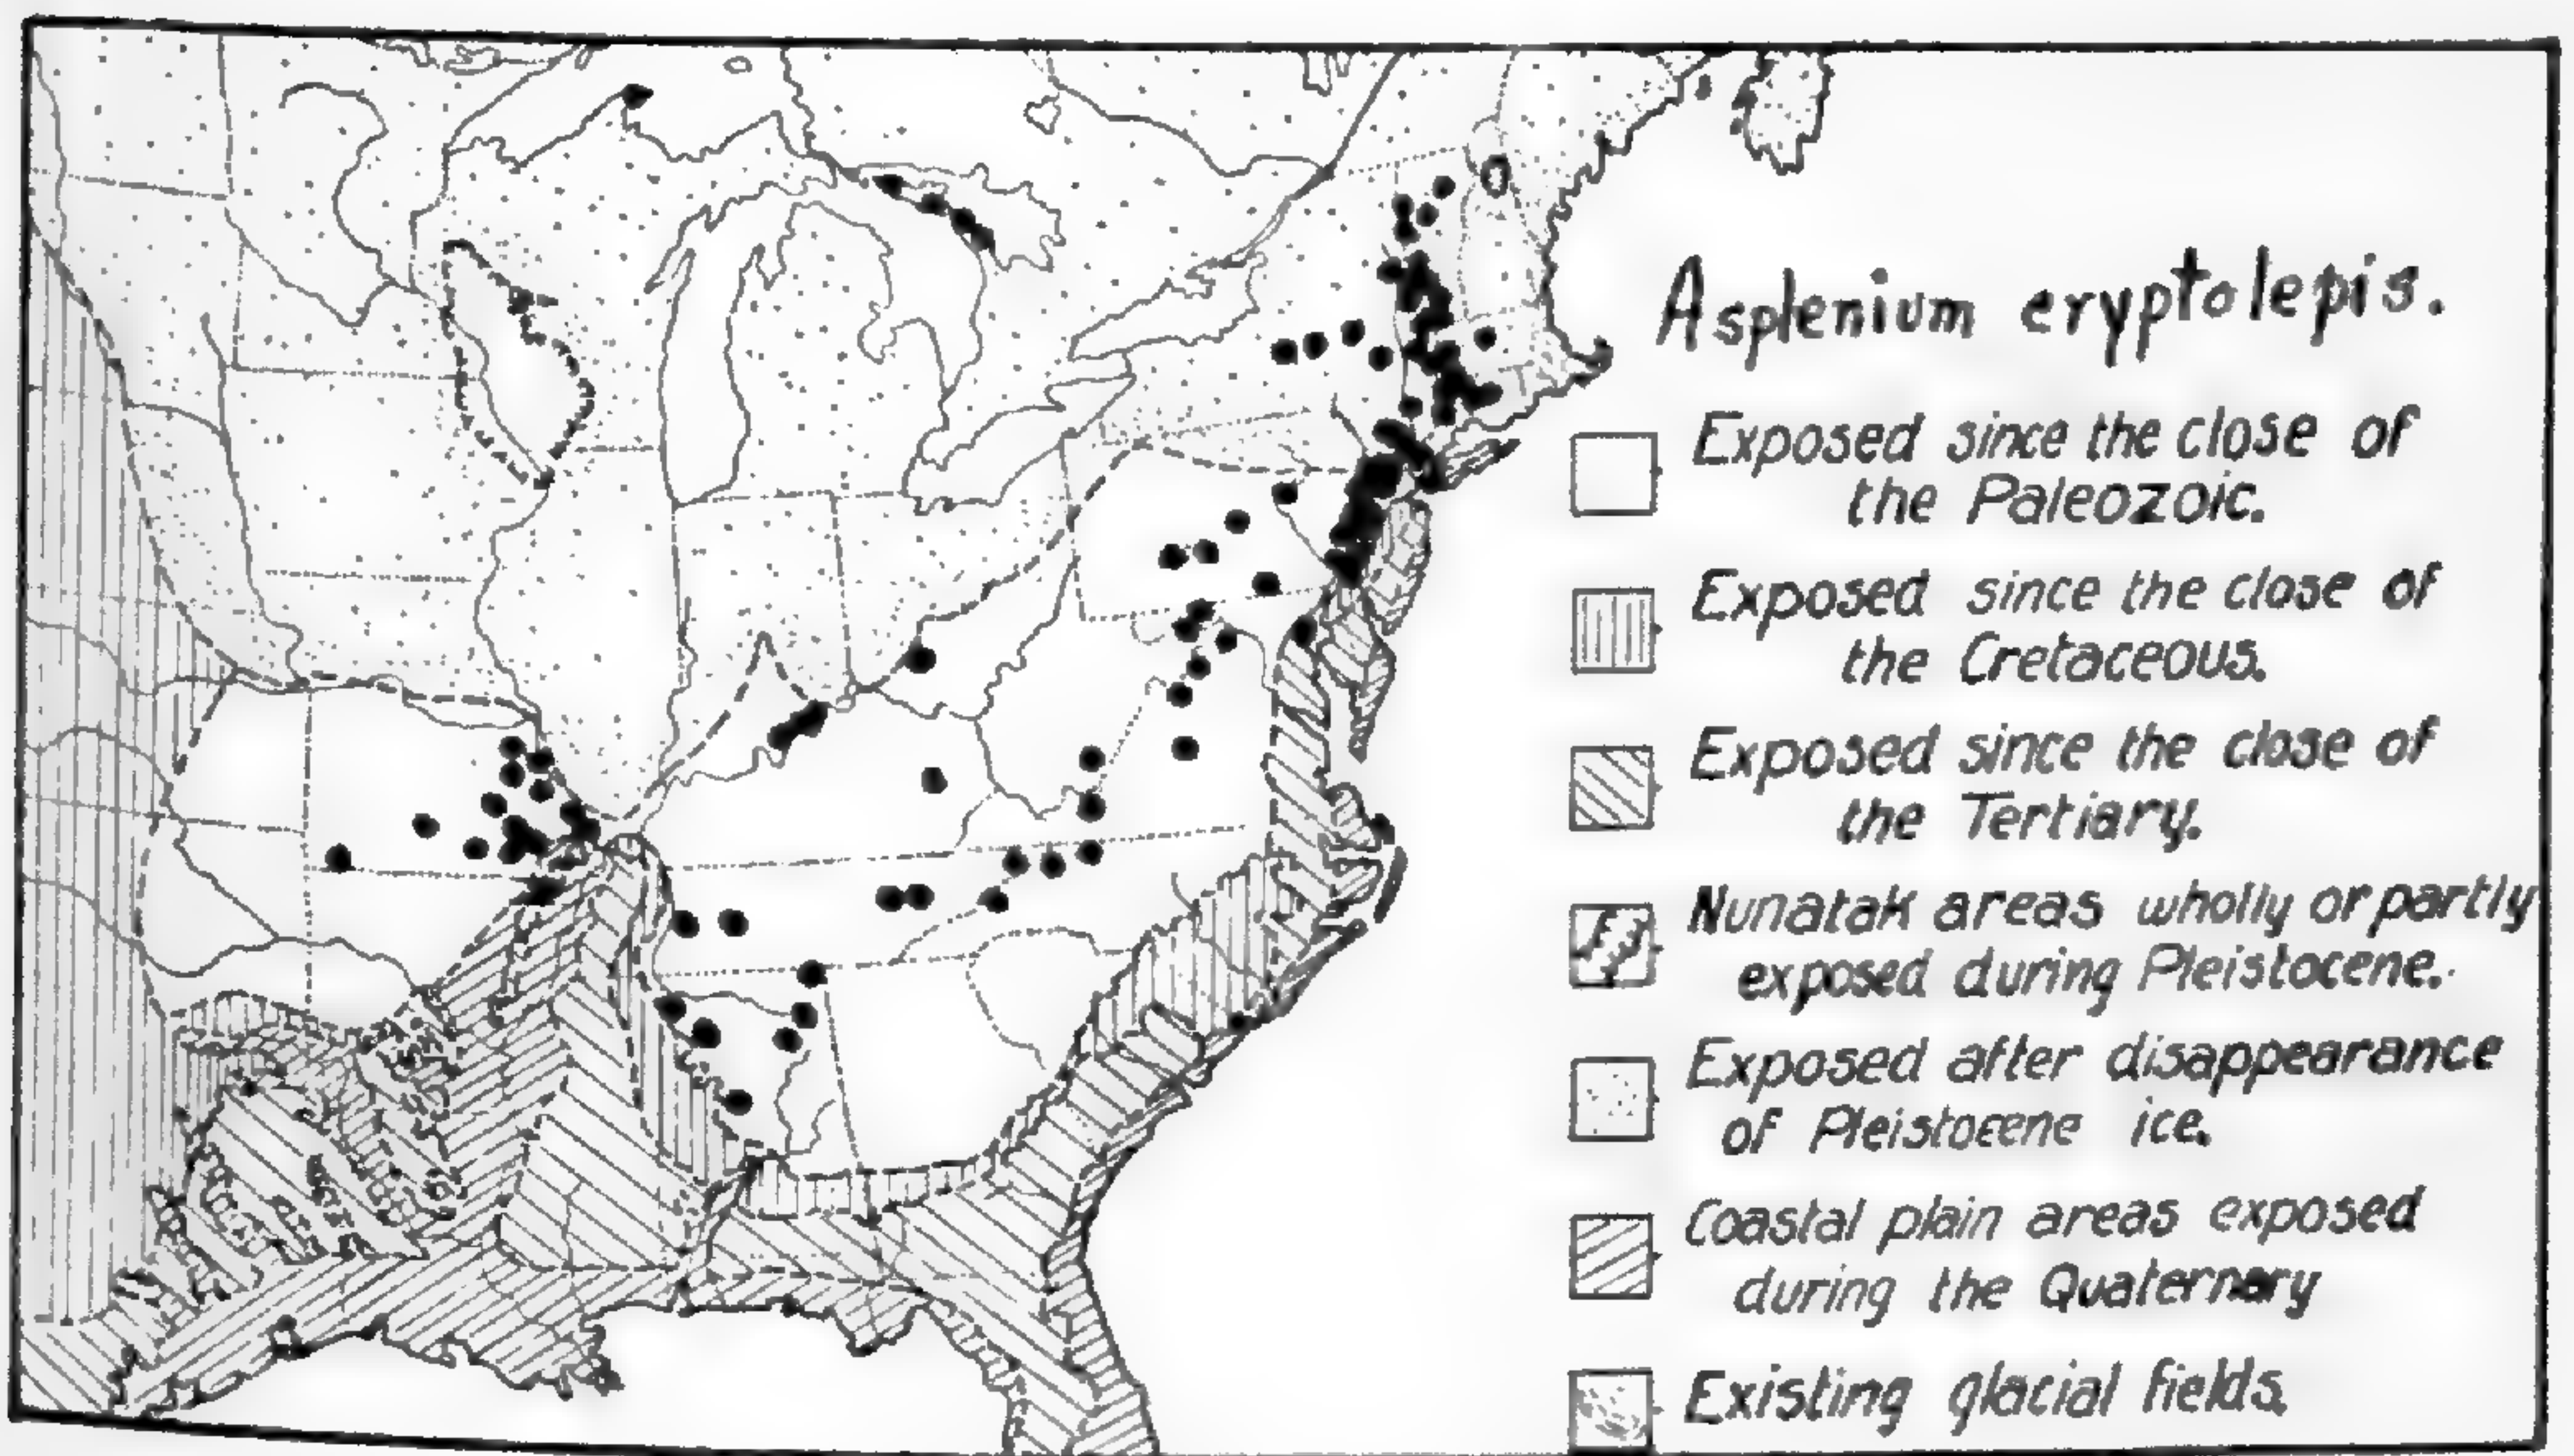 Asplenium cryptolepis.
Exposed since the close of
the Paleozoic.
Exposed since the close of
the Cretaceous.
Exposed since the close of
the Tertiary.
Nunatak areas wholly or partly
exposed during Pleistocene.
Exposed after disappearance
of Pleistocene ice.
Coastal plain areas exposed
during the Quaternary
Existing glacial fields.